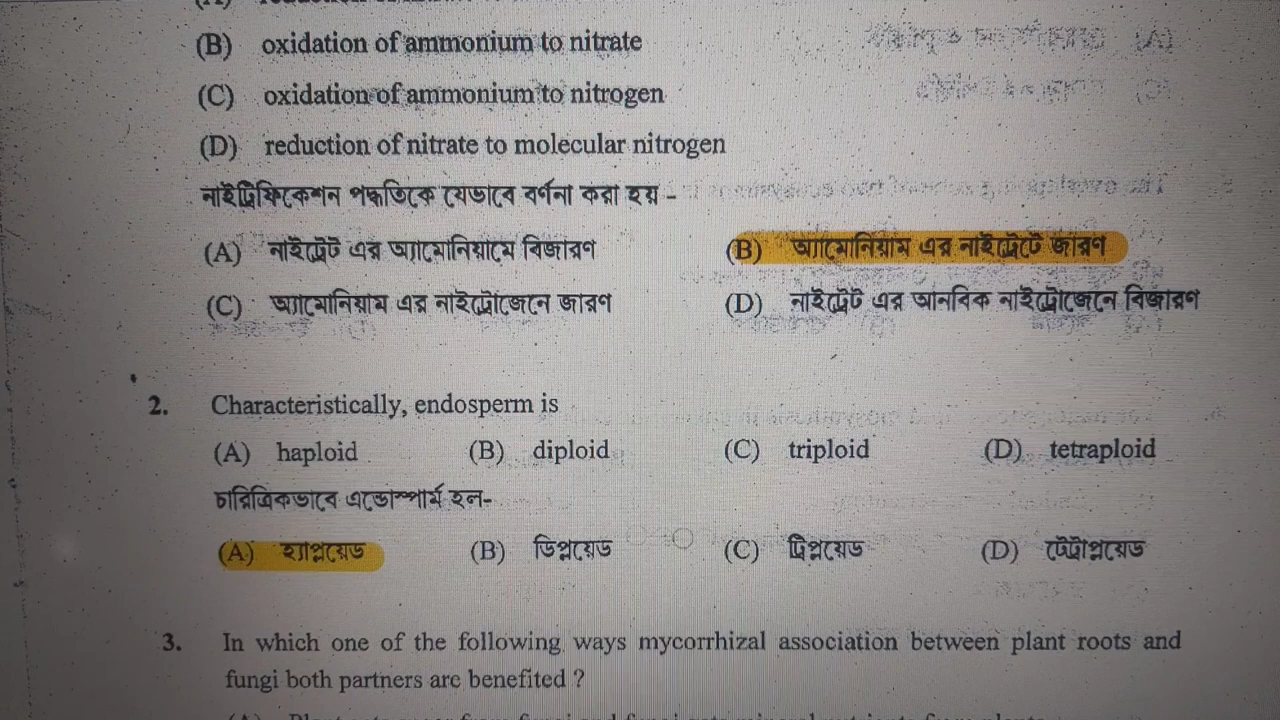 (B) oxidation of ammonium to nitrate
(C) oxidation of ammonium to nitrogen
(D) reduction of nitrate to molecular nitrogen
নাইট্রিফিকেশন পদ্ধতিকে যেভাবে বর্ণনা করা হয় -
(A) নাইট্রেট এর অ্যামোনিয়ামে বিজারণ (B) অ্যামোনিয়াম এর নাইট্রেটে জারণ
(C) অ্যামোনিয়াম এর নাইট্রোজেনে জারণ (D) নাইট্রেট এর আনবিক নাইট্রোজেনে বিজারণ
2. Characteristically, endosperm is
(A) haploid (B) diploid (C) triploid (D) tetraploid
চারিত্রিকভাবে এন্ডোস্পার্ম হল-
(A) হ্যাপ্লয়েড (B) ডিপ্লয়েড (C) ট্রিপ্লয়েড (D) টেট্রাপ্লয়েড
3. In which one of the following ways mycorrhizal association between plant roots and
fungi both partners are benefited ?